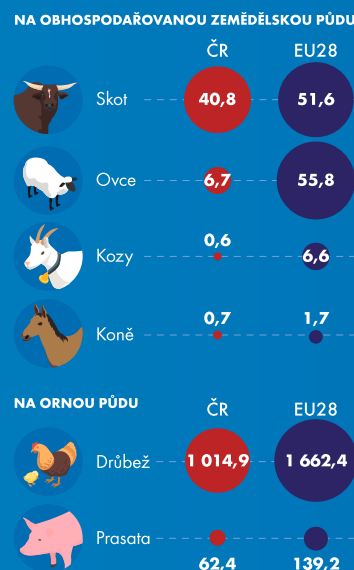 NA OBHOSPODAŘOVANOU ZEMĚDĚLSKOU PŮDU
ČR EU28
Skot 40,8 51,6
Ovce 6,7 55,8
Kozy 0,6 6,6
Koně 0,7 1,7
NA ORNOU PŮDU
ČR EU28
Drůbež 1 014,9 1 662,4
Prasata 62,4 139,2